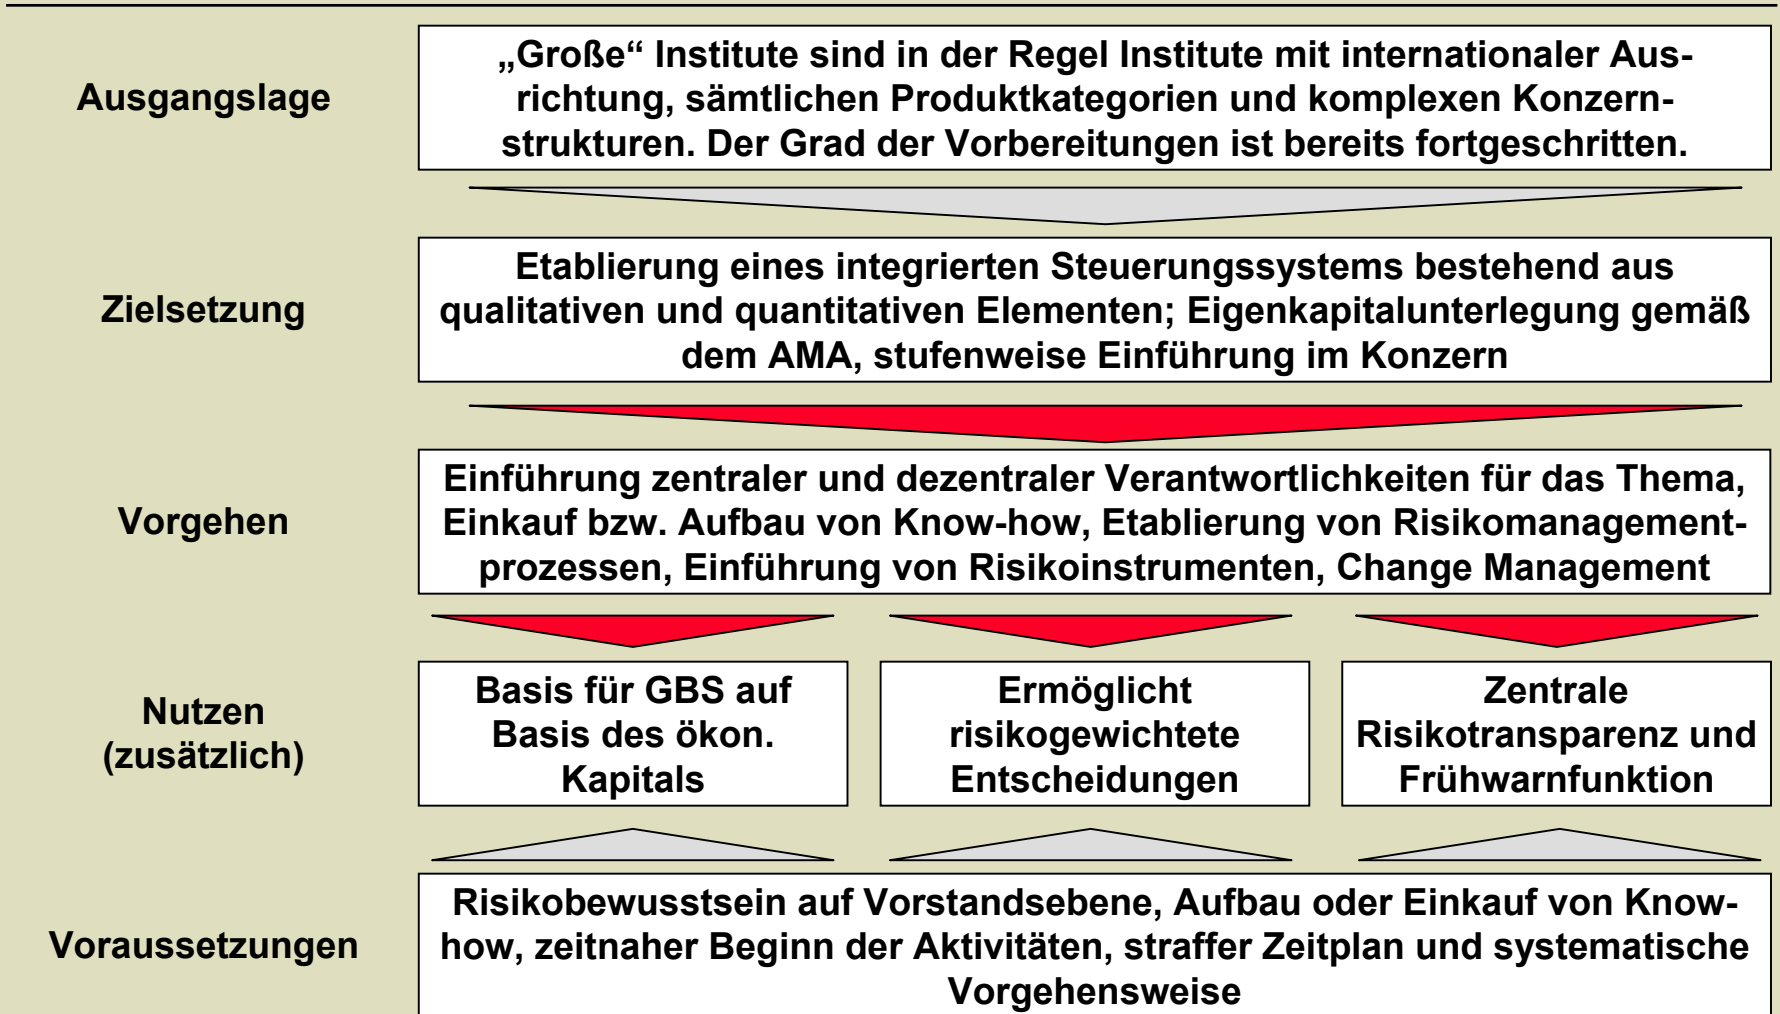 Ausgangslage
„Große“ Institute sind in der Regel Institute mit internationaler Aus-
richtung, sämtlichen Produktkategorien und komplexen Konzern-
strukturen. Der Grad der Vorbereitungen ist bereits fortgeschritten.
Zielsetzung
Etablierung eines integrierten Steuerungssystems bestehend aus
qualitativen und quantitativen Elementen; Eigenkapitalunterlegung gemäß
dem AMA, stufenweise Einführung im Konzern
Vorgehen
Einführung zentraler und dezentraler Verantwortlichkeiten für das Thema,
Einkauf bzw. Aufbau von Know-how, Etablierung von Risikomanagement-
prozessen, Einführung von Risikoinstrumenten, Change Management
Nutzen
(zusätzlich)
Basis für GBS auf
Basis des ökon.
Kapitals
Ermöglicht
risikogewichtete
Entscheidungen
Zentrale
Risikotransparenz und
Frühwarnfunktion
Voraussetzungen
Risikobewusstsein auf Vorstandsebene, Aufbau oder Einkauf von Know-
how, zeitnaher Beginn der Aktivitäten, straffer Zeitplan und systematische
Vorgehensweise